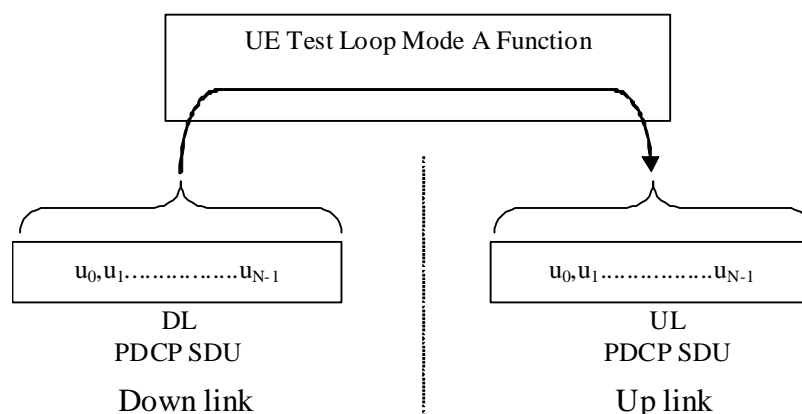 UE Test Loop Mode A Function
u0,u1……………..uN-1
u0,u1……………..uN-1
DL
PDCP SDU
UL
PDCP SDU
Down link
Up link